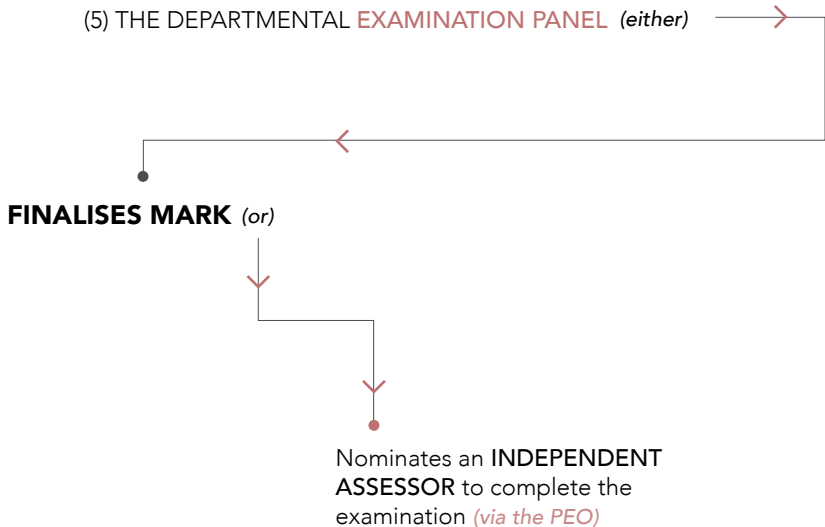 (5) THE DEPARTMENTAL EXAMINATION PANEL (either)
FINALISES MARK (or)
Nominates an INDEPENDENT
ASSESSOR to complete the
examination (via the PEO)